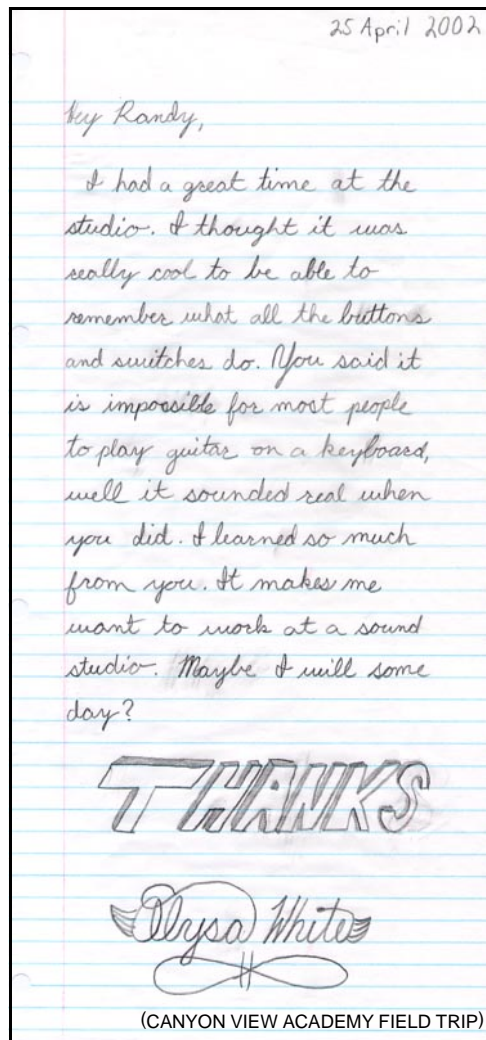 25 April 2002
Hey Randy,
I had a great time at the
studio. I thought it was
really cool to be able to
remember what all the buttons
and switches do. You said it
is impossible for most people
to play guitar on a keyboard,
well it sounded real when
you did. I learned so much
from you. It makes me
want to work at a sound
studio. Maybe I will some
day?
THANKS
Alysa White
(CANYON VIEW ACADEMY FIELD TRIP)